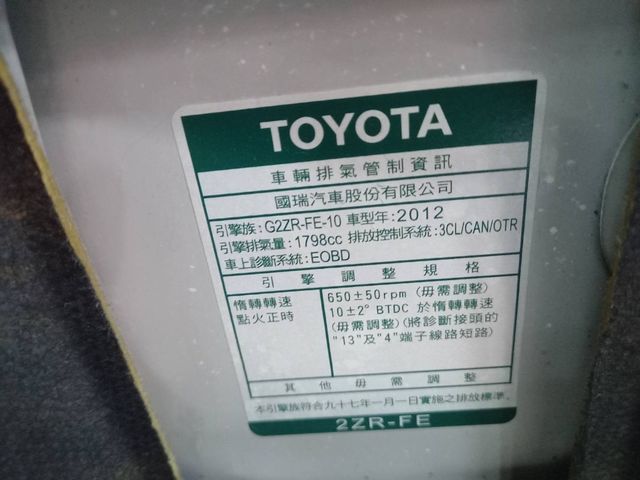 TOYOTA
車輛排氣管制資訊
國瑞汽車股份有限公司
引擎族:G2ZR-FE-10 車型年:2012
引擎排氣量:1798cc 排放控制系統:3CL/CAN/OTR
車上診斷系統:EOBD
引擎調整規格
惰轉轉速 650±50rpm (毋需調整)
點火正時 10±2° BTDC 於惰轉轉速
(毋需調整)(將診斷接頭的
"13"及"4"端子線路短路)
其他毋需調整
本引擎族符合九十七年一月一日實施之排放標準.
2ZR-FE